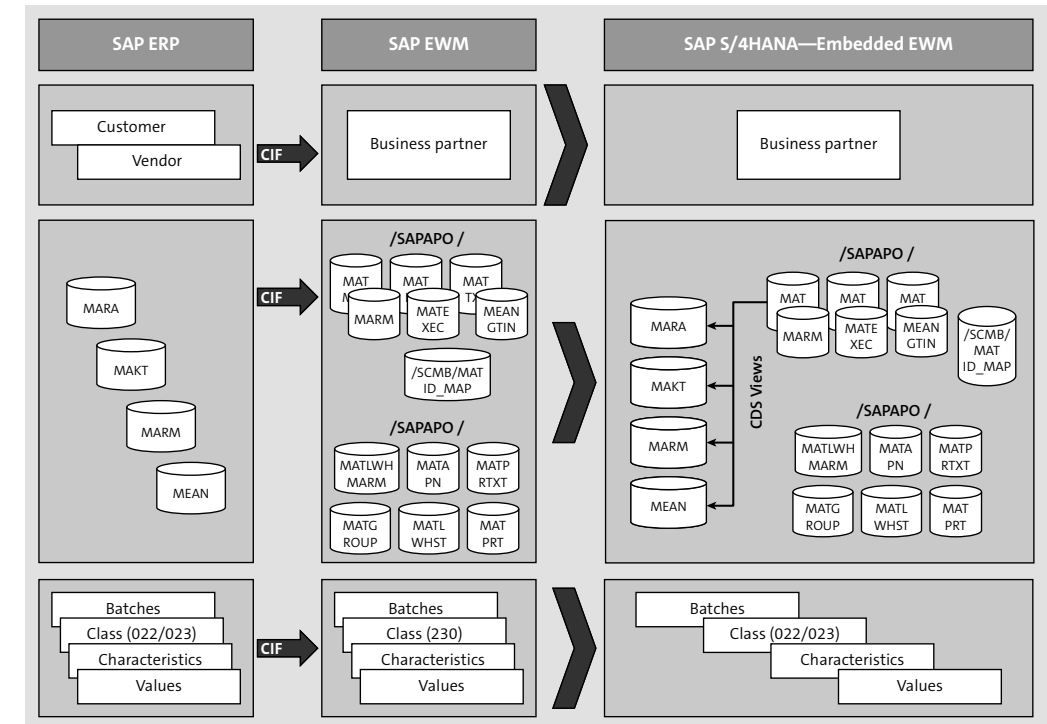 SAP ERP
SAP EWM
SAP S/4HANA—Embedded EWM
Customer
Vendor
CIF
Business partner
Business partner
MARA
MAKT
MARM
MEAN
CIF
/SAPAPO /
MAT
MAT
MAT
MARM
MATE
XEC
MEAN
GTIN
/SCMB/MAT
ID_MAP
/SAPAPO /
MATLWH
MARM
MATA
PN
MATP
RTXT
MATG
ROUP
MATL
WHST
MAT
PRT
MARA
MAKT
MARM
MEAN
CDS Views
/SAPAPO /
MAT
MAT
MAT
MARM
MATE
XEC
MEAN
GTIN
/SCMB/
MAT
ID_MAP
/SAPAPO /
MATLWH
MARM
MATA
PN
MATP
RTXT
MATG
ROUP
MATL
WHST
MAT
PRT
Batches
Class (022/023)
Characteristics
Values
CIF
Batches
Class (230)
Characteristics
Values
Batches
Class (022/023)
Characteristics
Values